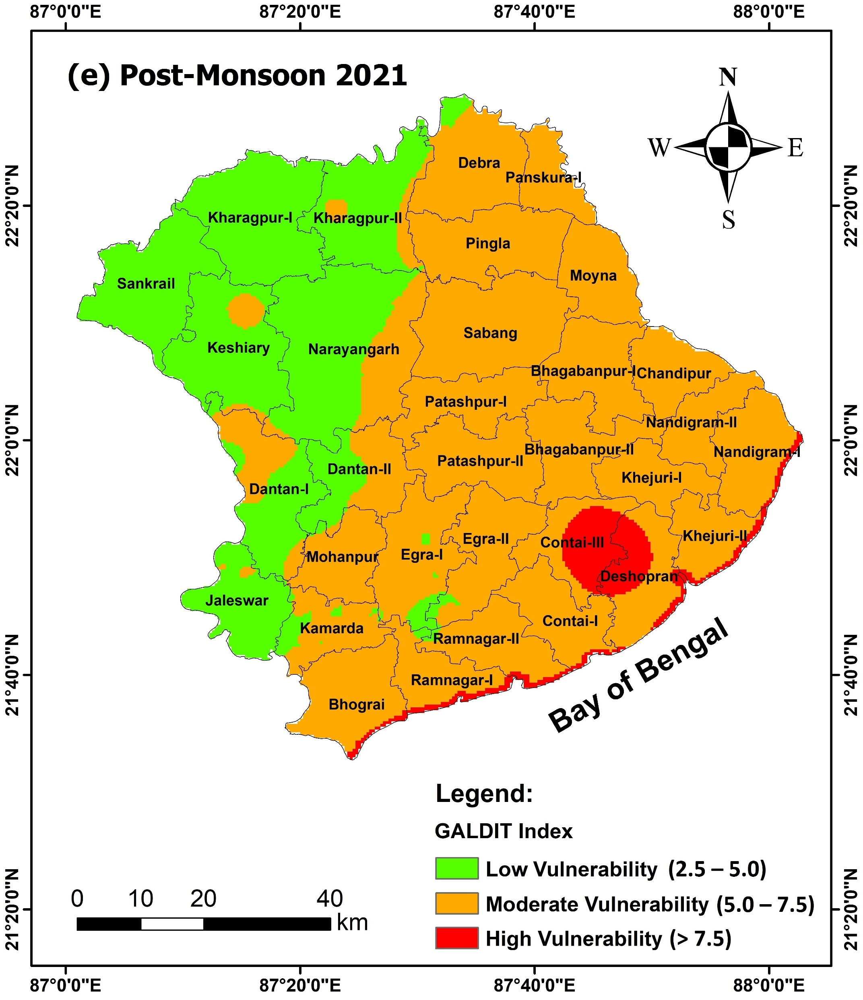 87°0'0"E 87°20'0"E 87°40'0"E 88°0'0"E
(e) Post-Monsoon 2021
N
W E
S
22°20'0"N 22°20'0"N
22°0'0"N 22°0'0"N
21°40'0"N 21°40'0"N
21°20'0"N 21°20'0"N
Debra
Panskura-I
Kharagpur-I Kharagpur-II
Pingla
Moyna
Sankrail
Sabang
Keshiary Narayangarh
Bhagabanpur-I Chandipur
Patashpur-I
Nandigram-II
Bhagabanpur-II Nandigram-I
Patashpur-II
Dantan-II
Khejuri-I
Dantan-I
Egra-II Contai-III Khejuri-II
Mohanpur Egra-I
Deshopran
Jaleswar
Contai-I
Kamarda
Ramnagar-II
Ramnagar-I
Bhograi
Bay of Bengal
Legend:
GALDIT Index
Low Vulnerability (2.5 – 5.0)
Moderate Vulnerability (5.0 – 7.5)
High Vulnerability (> 7.5)
0 10 20 40
km
87°0'0"E 87°20'0"E 87°40'0"E 88°0'0"E